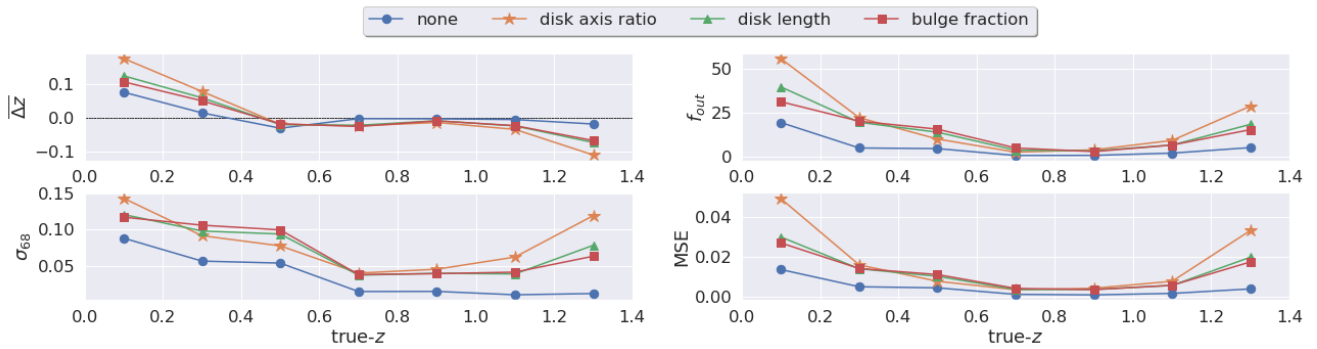 none disk axis ratio disk length bulge fraction
Δz
0.1
0.0
−0.1
0.0 0.2 0.4 0.6 0.8 1.0 1.2 1.4
f_out
50
25
0
0.0 0.2 0.4 0.6 0.8 1.0 1.2 1.4
σ_68
0.15
0.10
0.05
0.0 0.2 0.4 0.6 0.8 1.0 1.2 1.4
true-z
MSE
0.04
0.02
0.00
0.0 0.2 0.4 0.6 0.8 1.0 1.2 1.4
true-z